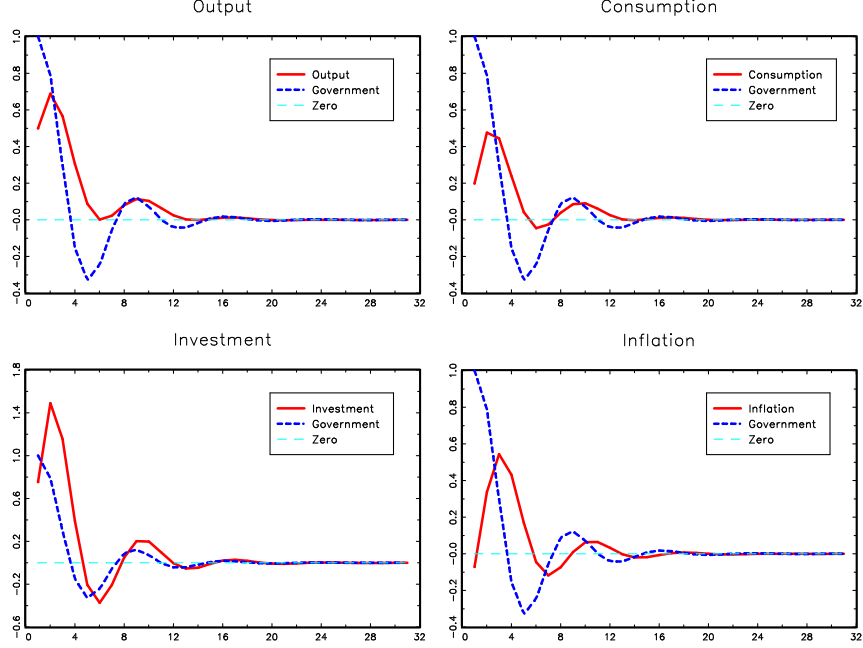 Output
1.0
0.8
0.6
0.4
0.2
-0.0
-0.2
-0.4
Output
Government
Zero
0 4 8 12 16 20 24 28 32
Consumption
1.0
0.8
0.6
0.4
0.2
-0.0
-0.2
-0.4
Consumption
Government
Zero
0 4 8 12 16 20 24 28 32
Investment
1.8
1.4
1.0
0.6
0.2
-0.2
-0.6
Investment
Government
Zero
0 4 8 12 16 20 24 28 32
Inflation
1.0
0.8
0.6
0.4
0.2
-0.0
-0.2
-0.4
Inflation
Government
Zero
0 4 8 12 16 20 24 28 32